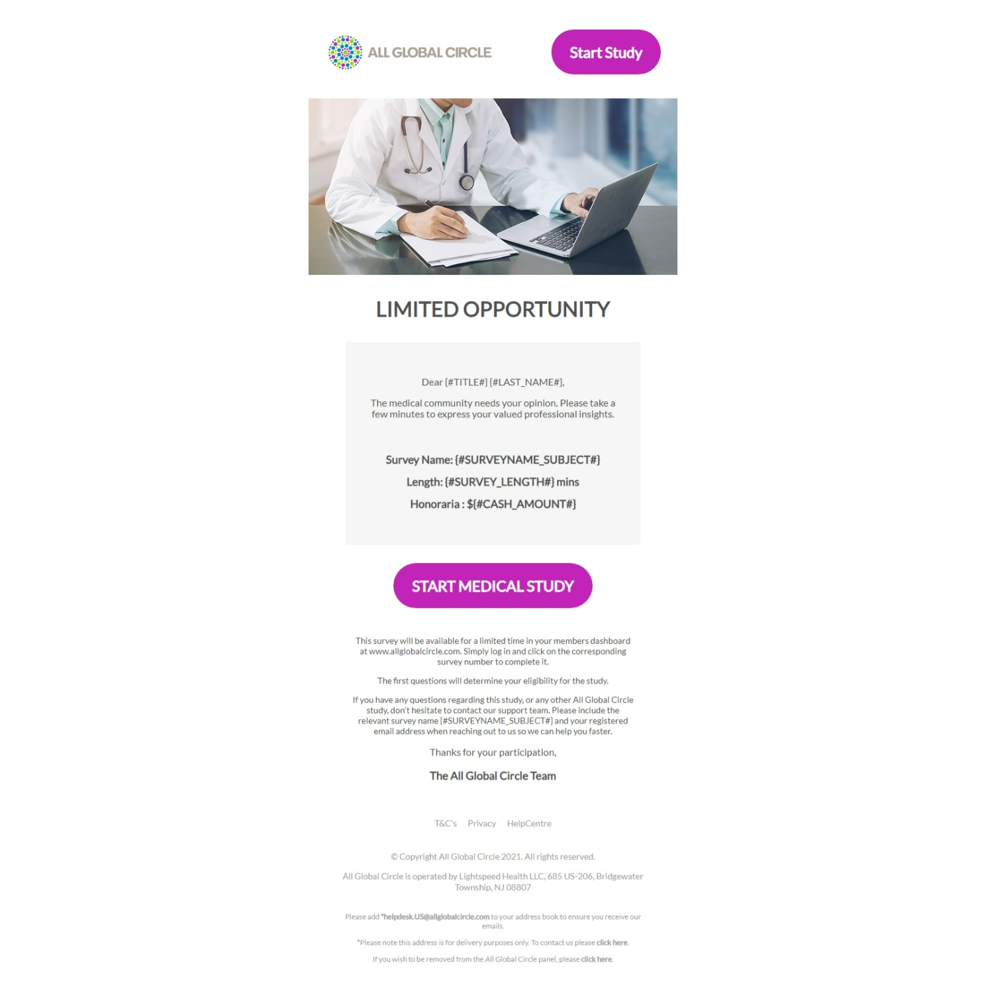 ALL GLOBAL CIRCLE
Start Study
LIMITED OPPORTUNITY
Dear {#TITLE#} {#LAST_NAME#},
The medical community needs your opinion. Please take a
few minutes to express your valued professional insights.
Survey Name: {#SURVEYNAME_SUBJECT#}
Length: {#SURVEY_LENGTH#} mins
Honoraria : ${#CASH_AMOUNT#}
START MEDICAL STUDY
This survey will be available for a limited time in your members dashboard
at www.allglobalcircle.com. Simply log in and click on the corresponding
survey number to complete it.
The first questions will determine your eligibility for the study.
If you have any questions regarding this study, or any other All Global Circle
study, don't hesitate to contact our support team. Please include the
relevant survey name {#SURVEYNAME_SUBJECT#} and your registered
email address when reaching out to us so we can help you faster.
Thanks for your participation,
The All Global Circle Team
T&C's Privacy HelpCentre
© Copyright All Global Circle 2021. All rights reserved.
All Global Circle is operated by Lightspeed Health LLC, 685 US-206, Bridgewater
Township, NJ 08807
Please add *helpdesk.US@allglobalcircle.com to your address book to ensure you receive our
emails.
*Please note this address is for delivery purposes only. To contact us please click here.
If you wish to be removed from the All Global Circle panel, please click here.